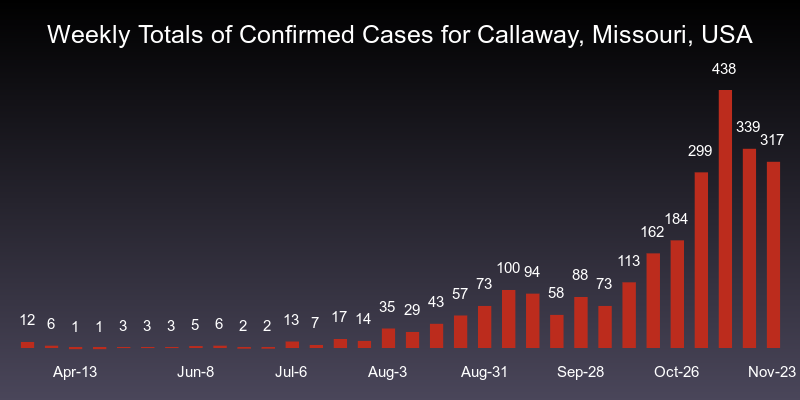 Weekly Totals of Confirmed Cases for Callaway, Missouri, USA
12 6 1 1 3 3 3 5 6 2 2 13 7 17 14 35 29 43 57 73 100 94 58 88 73 113 162 184 299 438 339 317
Apr-13 Jun-8 Jul-6 Aug-3 Aug-31 Sep-28 Oct-26 Nov-23